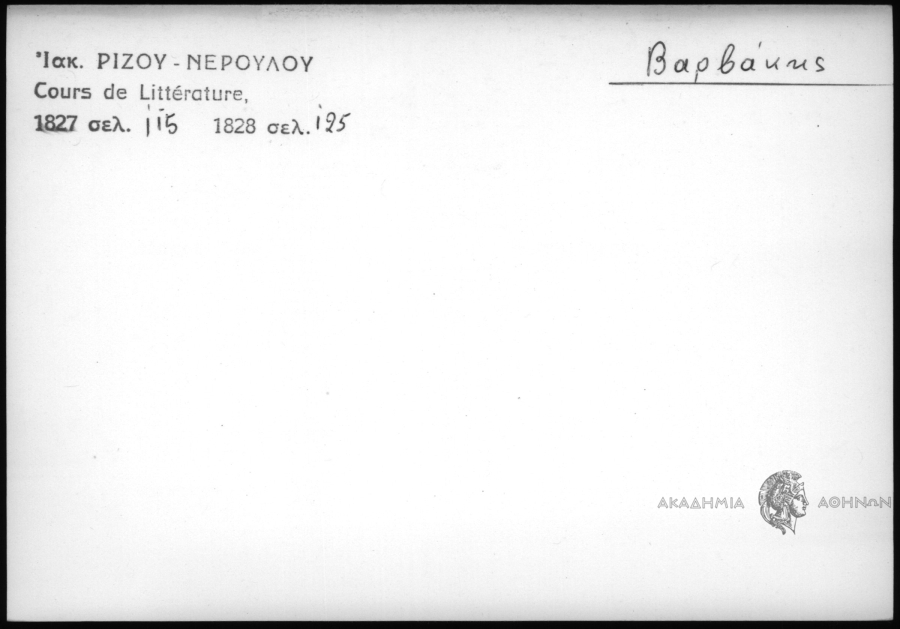 Ἰακ. ΡΙΖΟΥ - ΝΕΡΟΥΛΟΥ
Βαρβάκης
Cours de Littérature,
1827 σελ. 115 1828 σελ. 125
ΑΚΑΔΗΜΙΑ ΑΘΗΝΩΝ